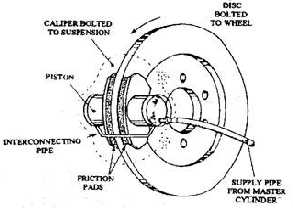 CALIPER BOLTED
TO SUSPENSION
DISC
BOLTED
TO WHEEL
PISTON
INTERCONNECTING
PIPE
FRICTION
PADS
SUPPLY PIPE
FROM MASTER
CYLINDER